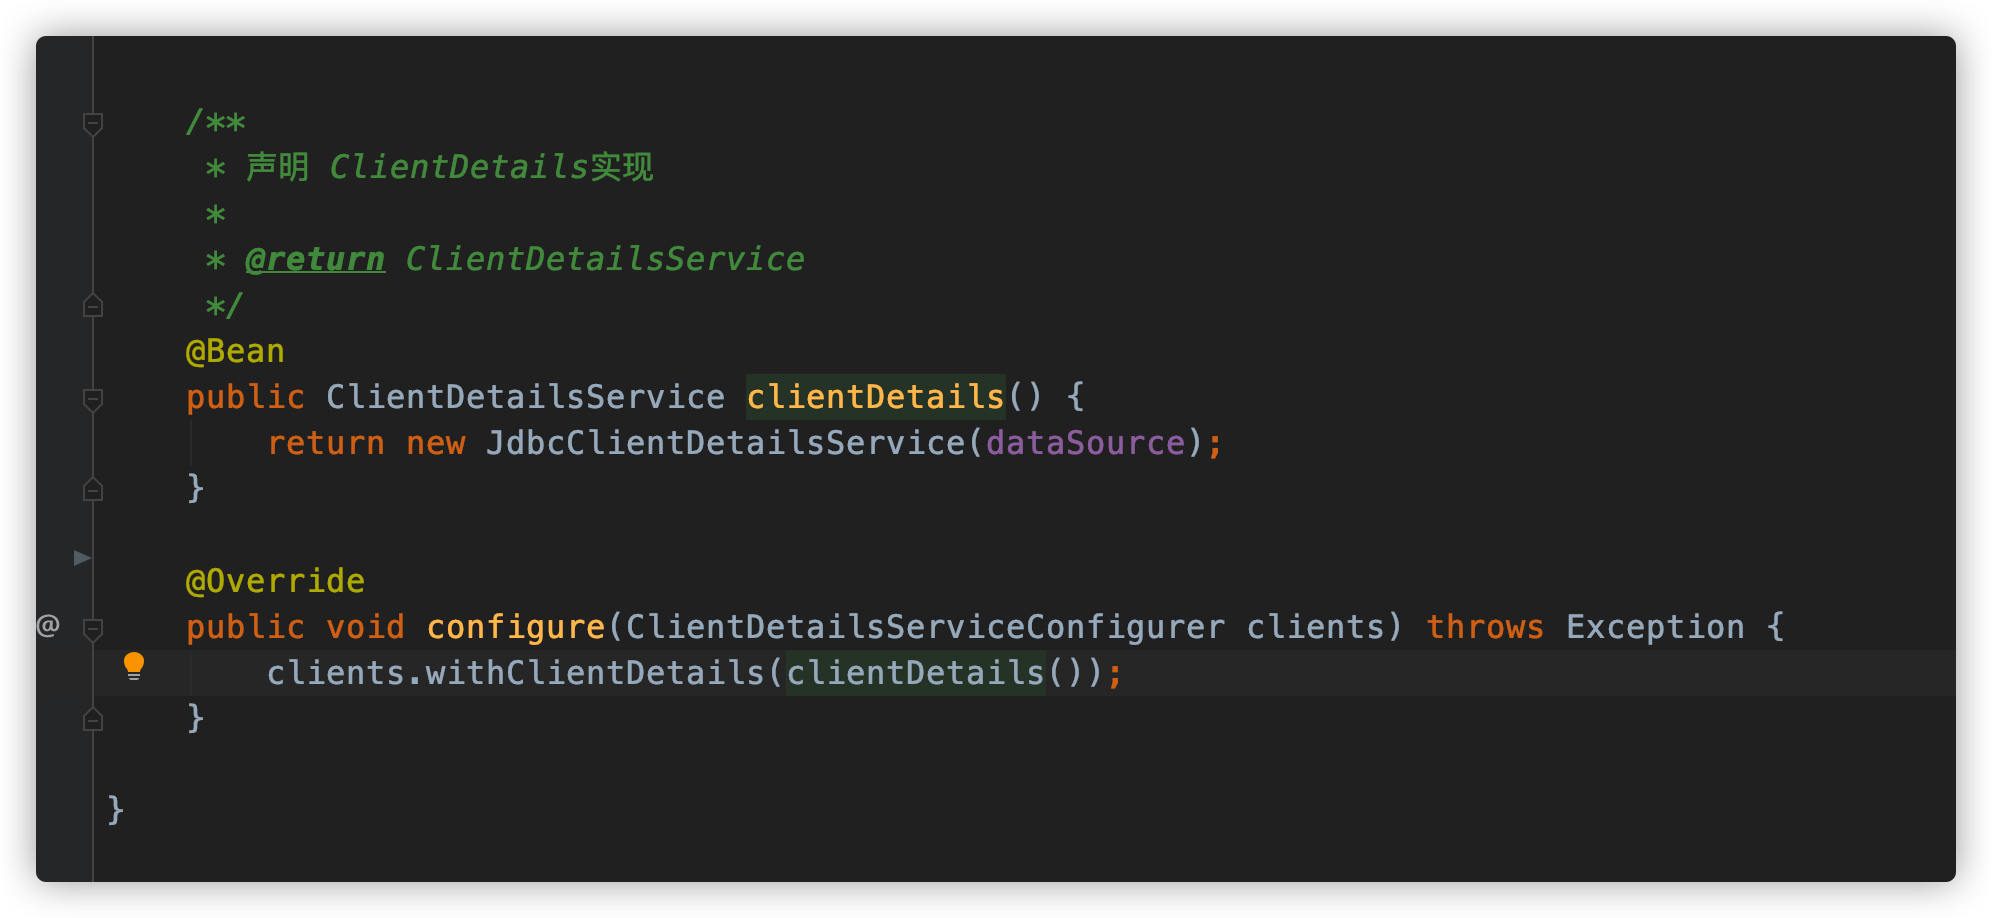 /**
* 声明 ClientDetails实现
*
* @return ClientDetailsService
*/
@Bean
public ClientDetailsService clientDetails() {
return new JdbcClientDetailsService(dataSource);
}
@Override
@ public void configure(ClientDetailsServiceConfigurer clients) throws Exception {
clients.withClientDetails(clientDetails());
}
}